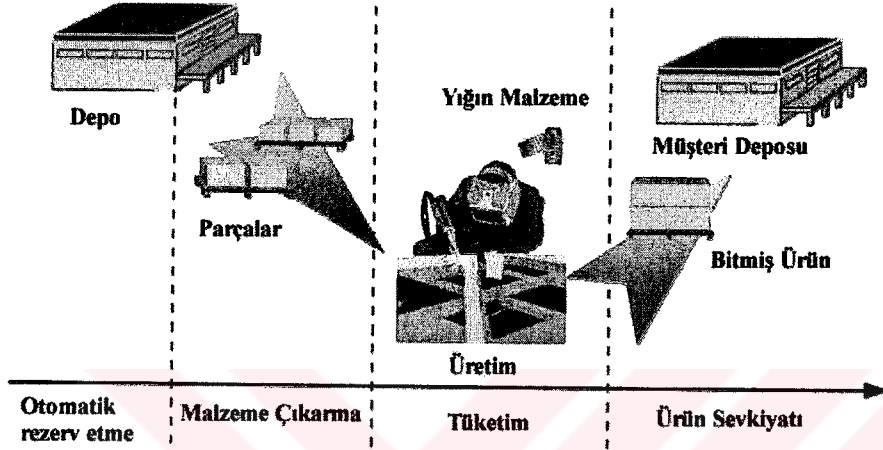 Depo
Parçalar
Yığın Malzeme
Üretim
Müşteri Deposu
Bitmiş Ürün
Otomatik
rezerv etme
Malzeme Çıkarma
Tüketim
Ürün Sevkiyatı